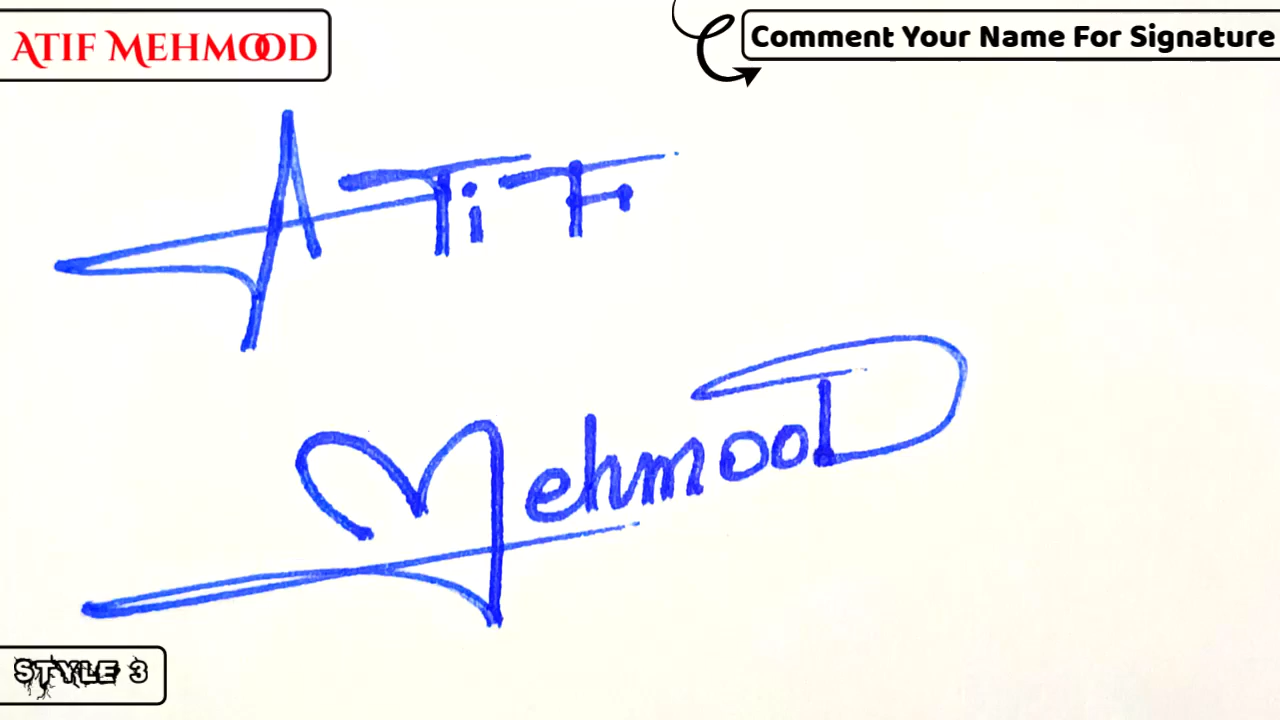 Atif Mehmood
Comment Your Name For Signature
ATiF
MehmooD
STYLE 3